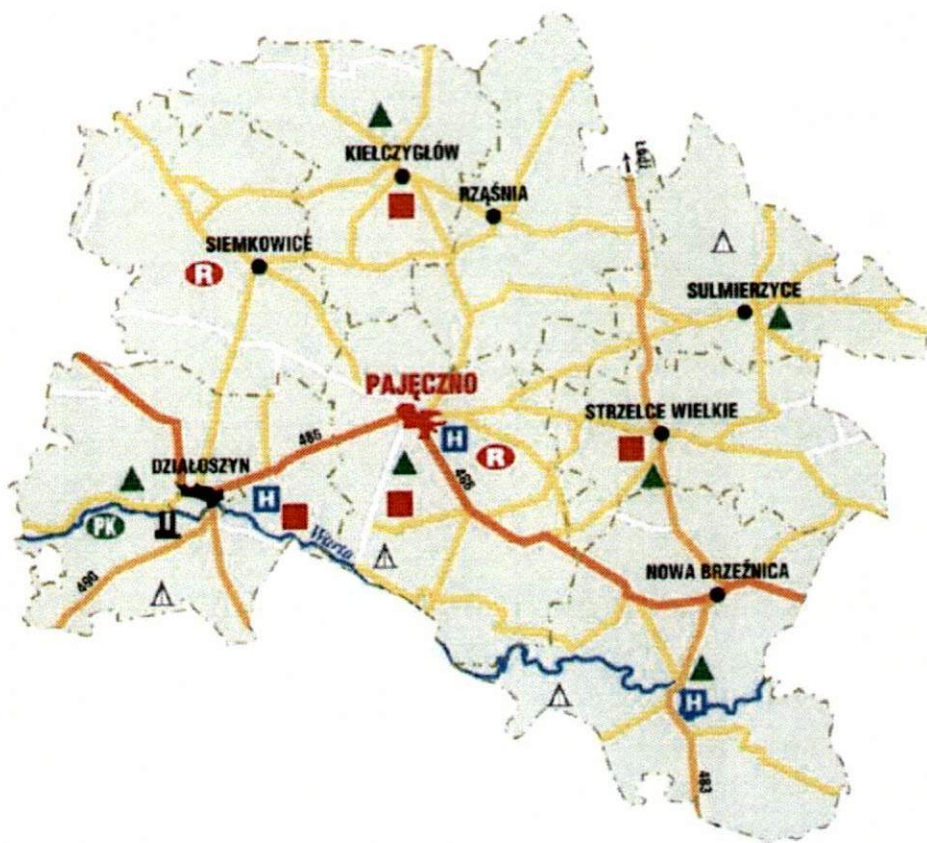 KIEŁCZYGŁÓW
RZĄŚNIA
Łódź
SIEMKOWICE
R
SULMIERZYCE
PAJĘCZNO
STRZELCE WIELKIE
486
H
R
DZIAŁOSZYN
H
486
PK
Warta
490
NOWA BRZEŹNICA
H
483